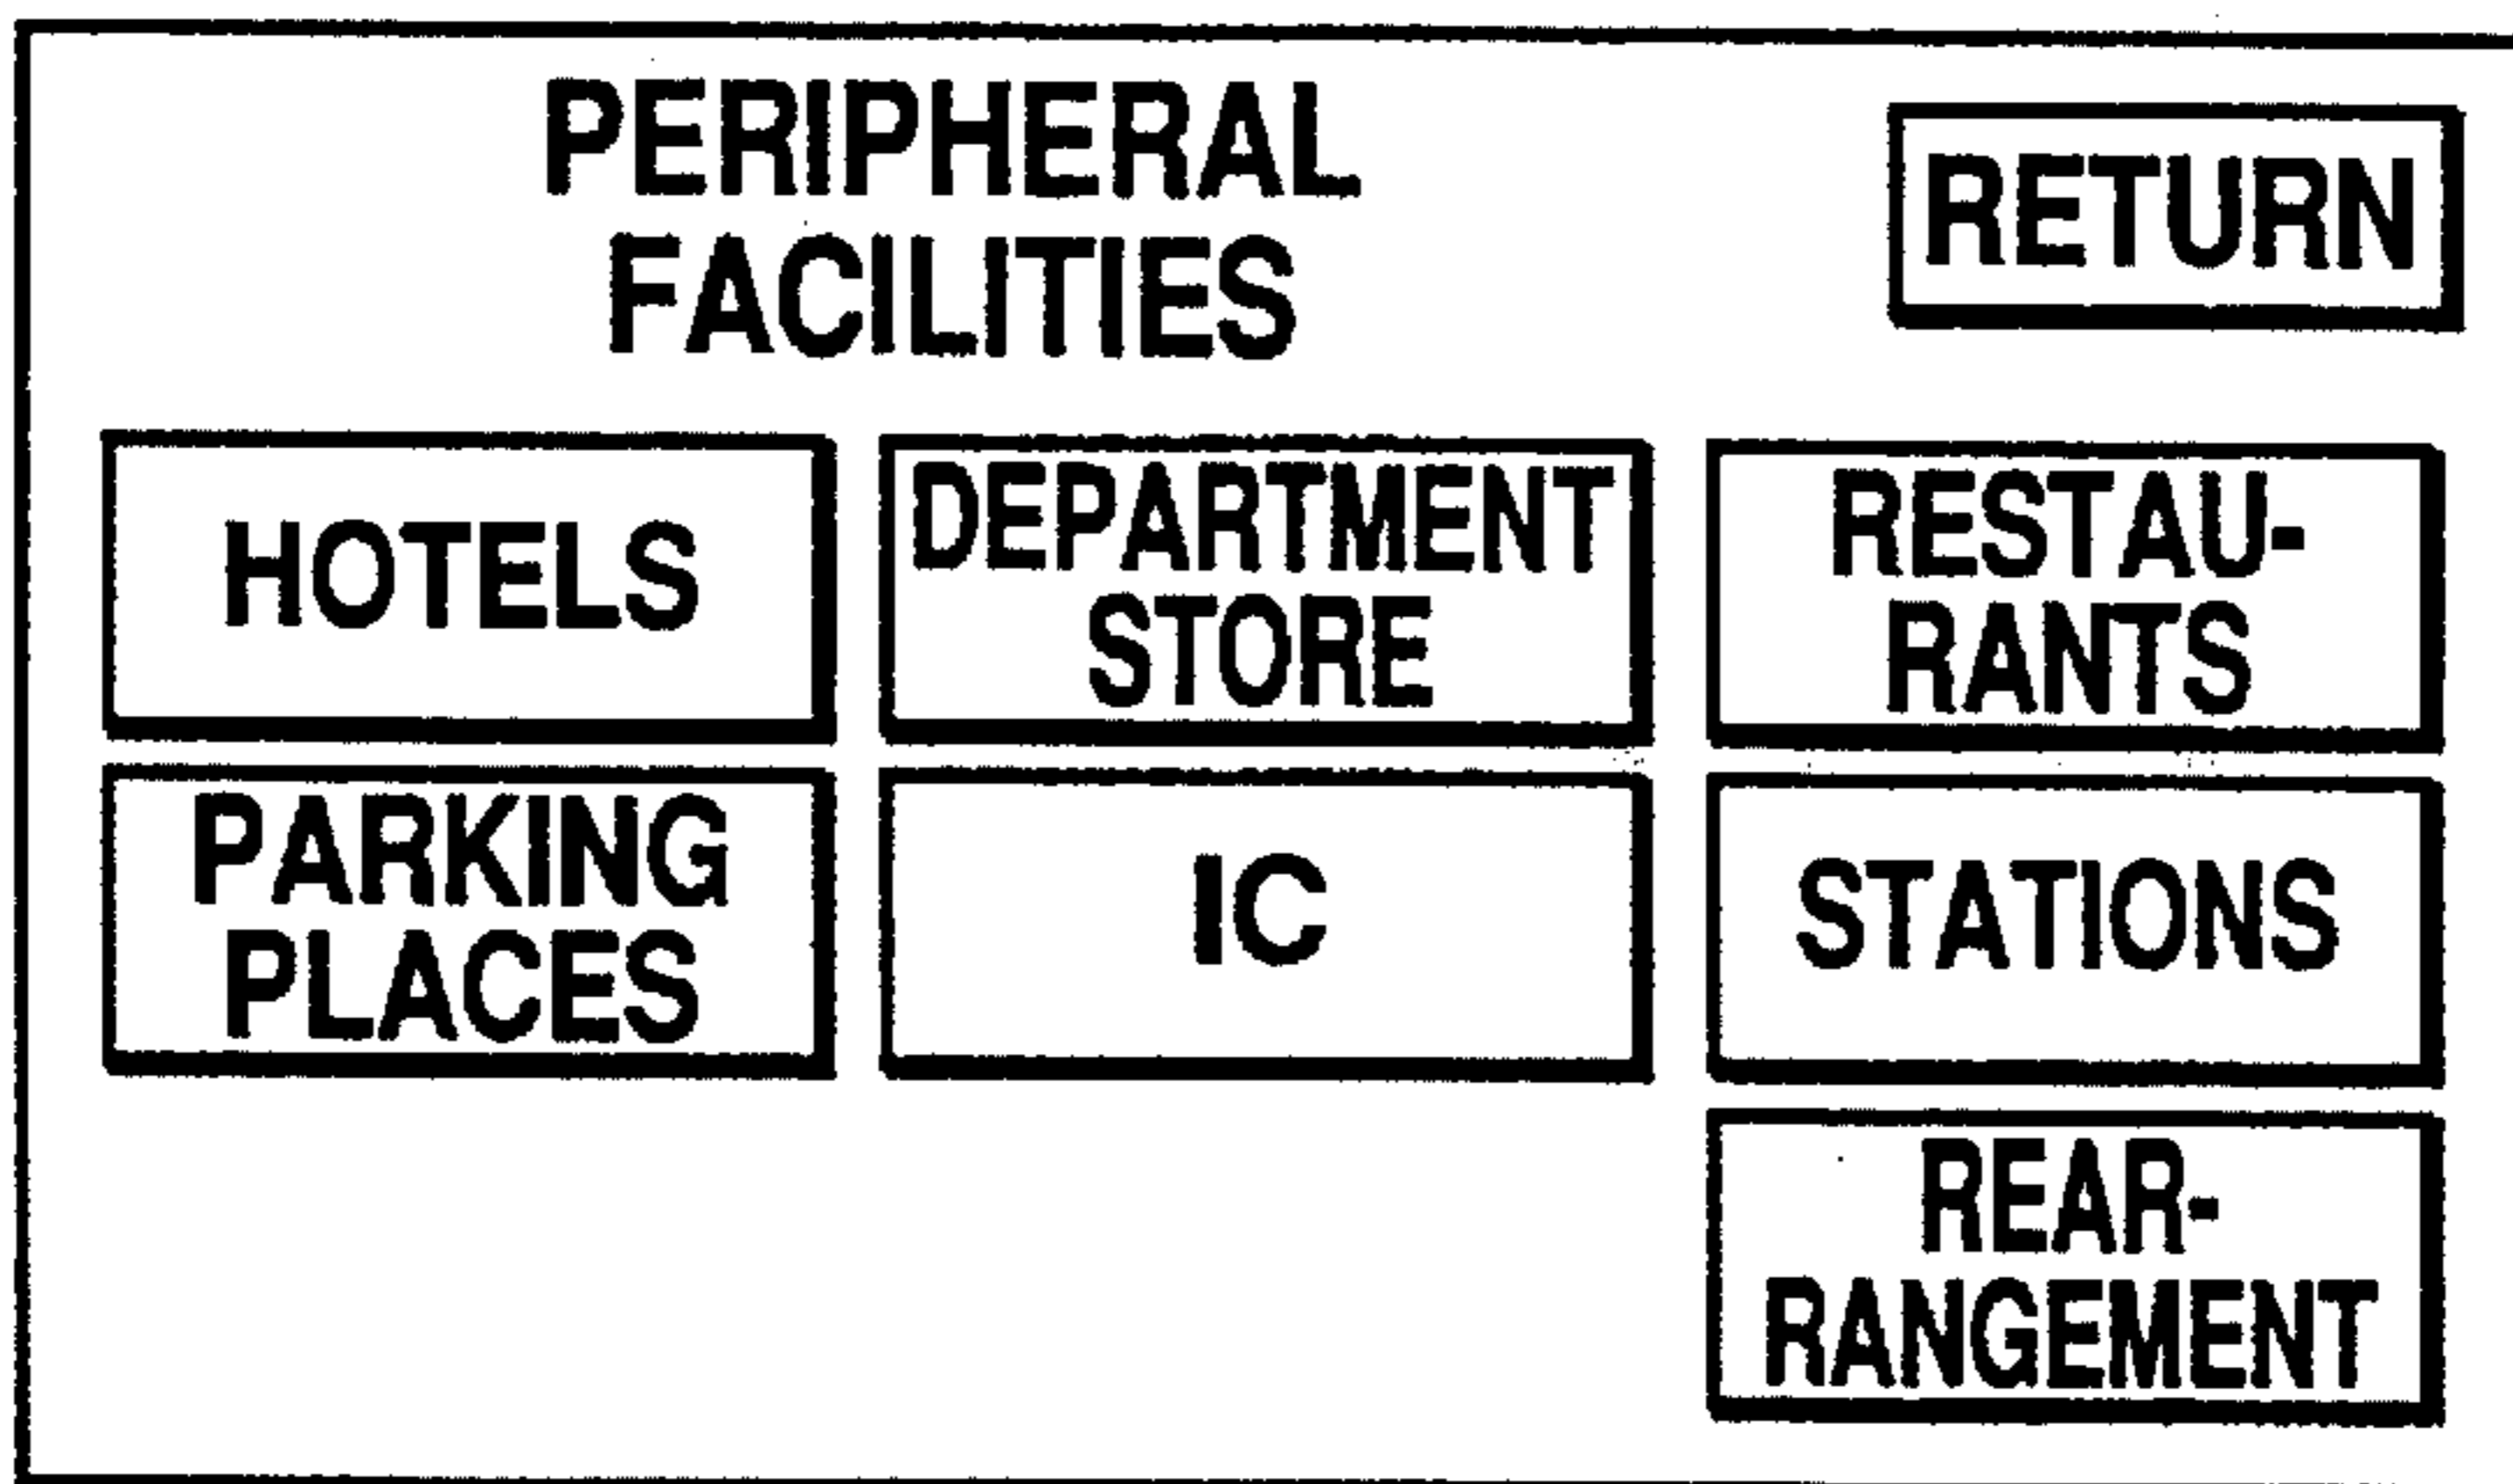 PERIPHERAL
FACILITIES
RETURN
HOTELS
DEPARTMENT
STORE
RESTAU-
RANTS
PARKING
PLACES
IC
STATIONS
REAR-
RANGEMENT